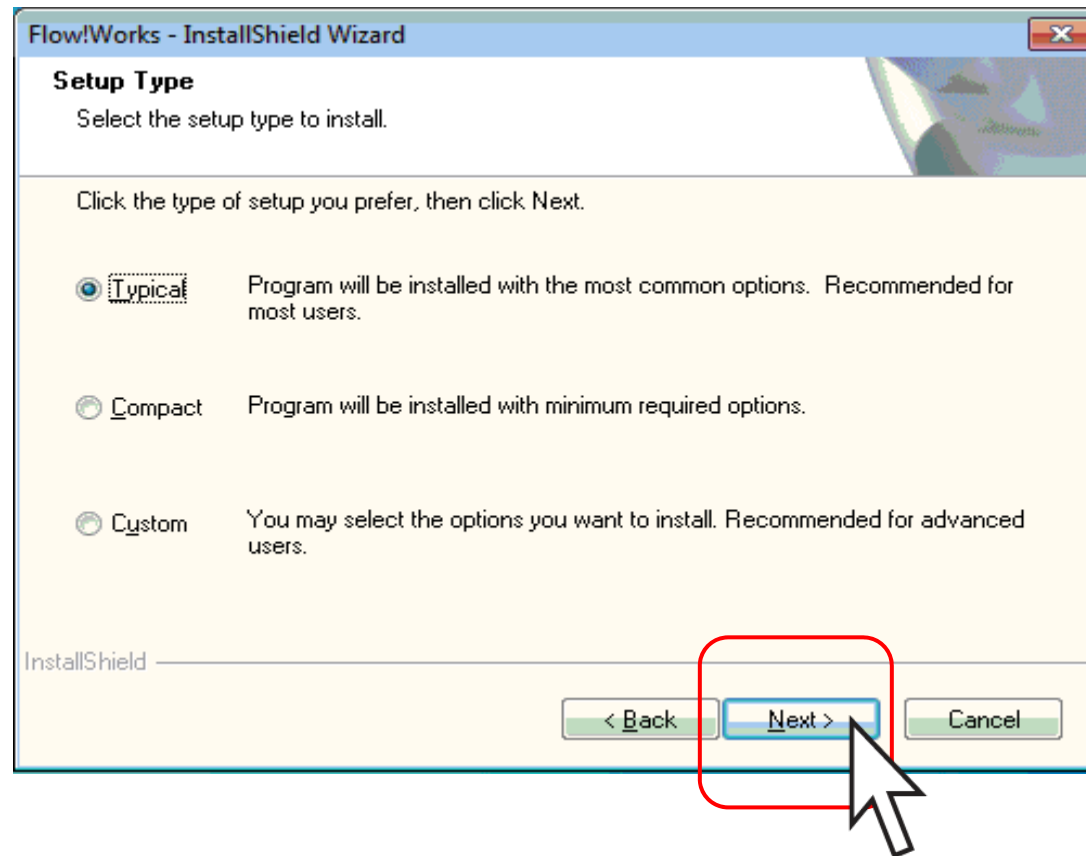 Flow!Works - InstallShield Wizard
Setup Type
Select the setup type to install.
Click the type of setup you prefer, then click Next.
Typical Program will be installed with the most common options.  Recommended for
most users.
Compact Program will be installed with minimum required options.
Custom You may select the options you want to install. Recommended for advanced
users.
InstallShield
< Back Next > Cancel